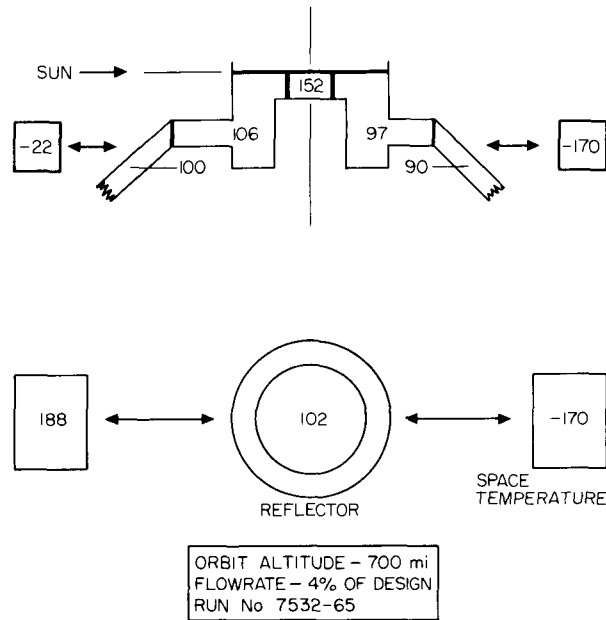 SUN
152
106
97
-22
-170
100
90
188
102
-170
SPACE
TEMPERATURE
REFLECTOR
ORBIT ALTITUDE - 700 mi
FLOWRATE - 4% OF DESIGN
RUN No 7532-65